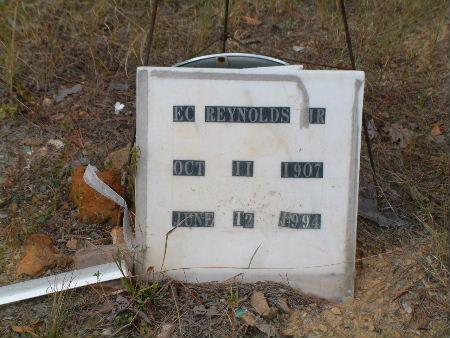 EC REYNOLDS JR
OCT 11 1907
JUNE 12 1994